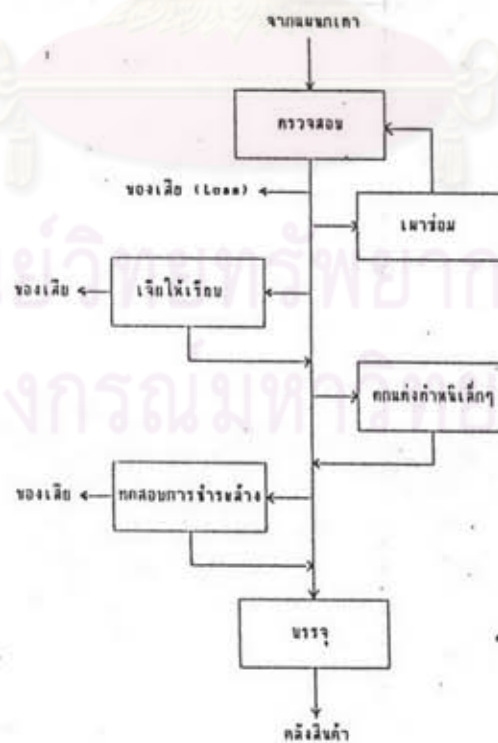 จากแผนกเตา
ตรวจสอบ
ของเสีย (Loss)
เผาซ่อม
ของเสีย
เจียให้เรียบ
ตกแต่งตำหนิเล็กๆ
ของเสีย
ทดสอบการชำระล้าง
บรรจุ
คลังสินค้า